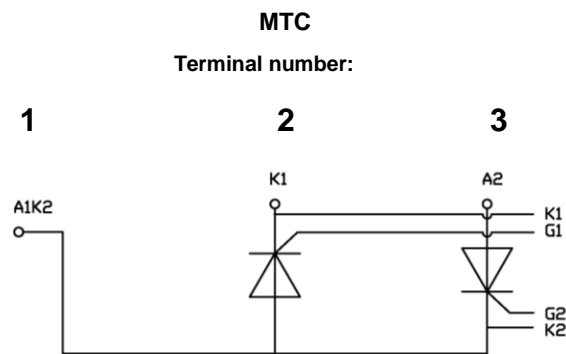 MTC
Terminal number:
1 2 3
K1 A2
A1K2
K1
G1
G2
K2